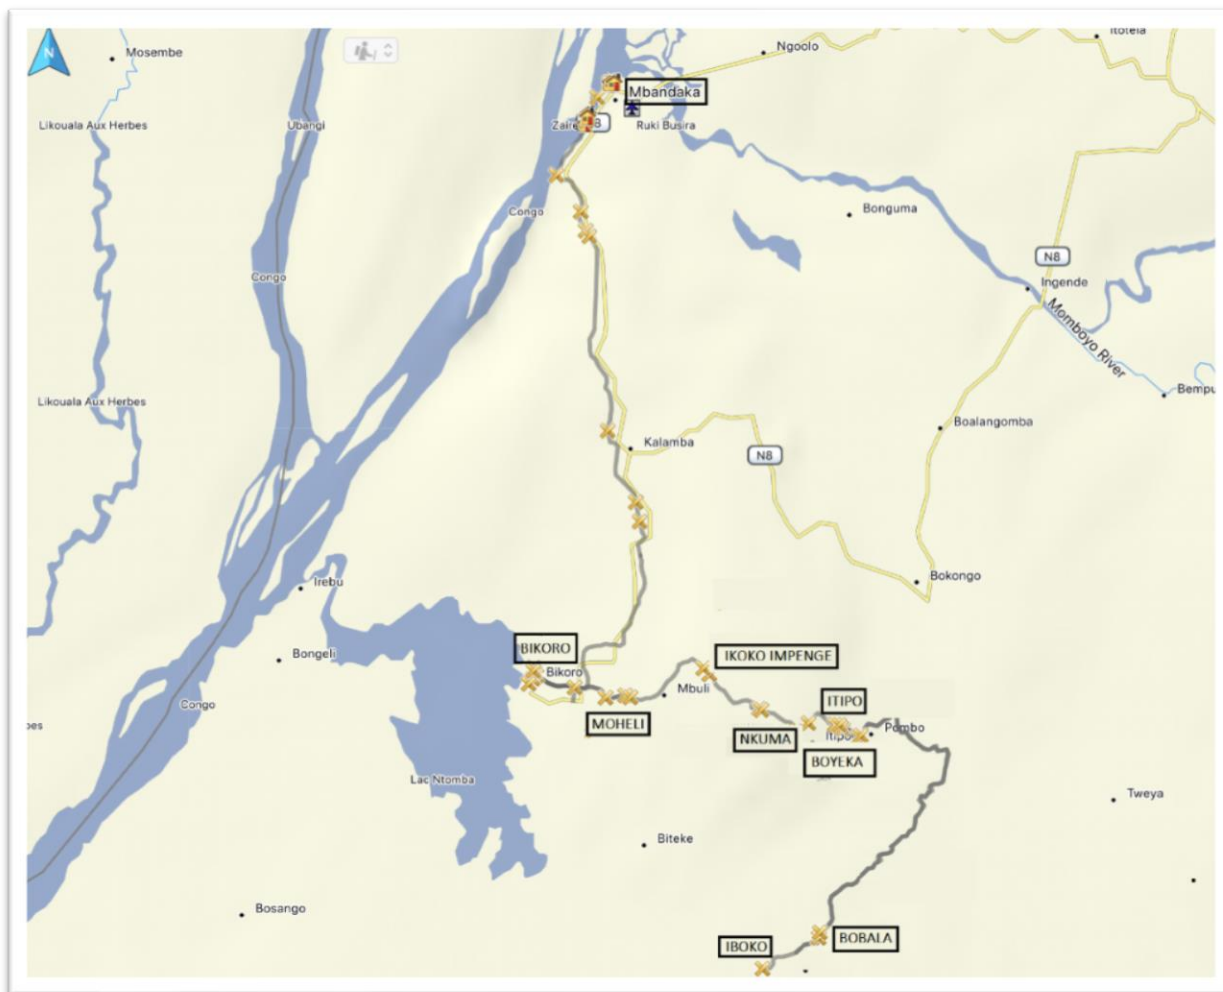 N
Mosembe
Ngoolo
Itotela
Mbandaka
Likouala Aux Herbes
Ubangi
Zaire
8
Ruki Busira
Congo
Bonguma
N8
Congo
Ingende
Momboyo River
Likouala Aux Herbes
Bempu
Boalangomba
Kalamba
N8
Irebu
Bokongo
BIKORO
Bongeli
Bikoro
IKOKO IMPENGE
Mbuli
Congo
ITIPO
MOHELI
NKUMA
Itipo
Pombo
BOYEKA
Lac Ntomba
Tweya
Biteke
Bosango
IBOKO
BOBALA